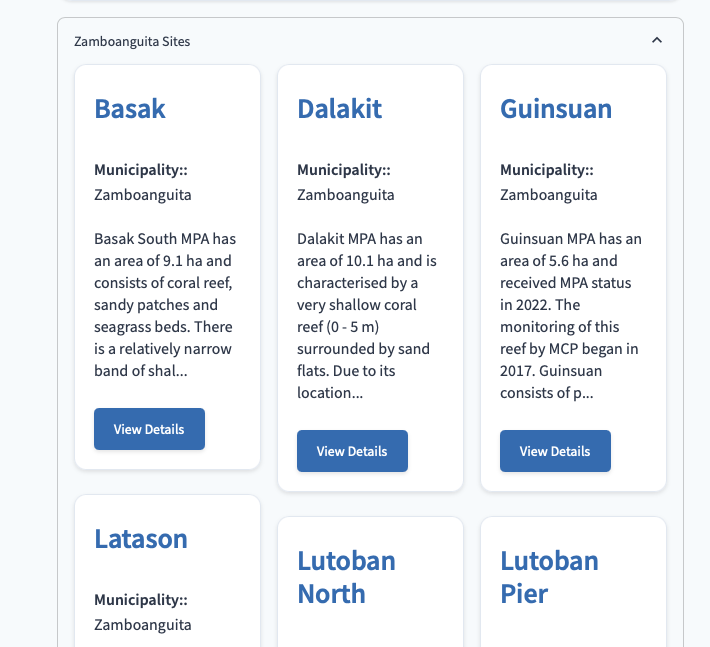 Zamboanguita Sites
Basak
Municipality::
Zamboanguita
Basak South MPA has
an area of 9.1 ha and
consists of coral reef,
sandy patches and
seagrass beds. There
is a relatively narrow
band of shal...
View Details
Dalakit
Municipality::
Zamboanguita
Dalakit MPA has an
area of 10.1 ha and is
characterised by a
very shallow coral
reef (0 - 5 m)
surrounded by sand
flats. Due to its
location...
View Details
Guinsuan
Municipality::
Zamboanguita
Guinsuan MPA has an
area of 5.6 ha and
received MPA status
in 2022. The
monitoring of this
reef by MCP began in
2017. Guinsuan
consists of p...
View Details
Latason
Municipality::
Zamboanguita
Lutoban
North
Lutoban
Pier